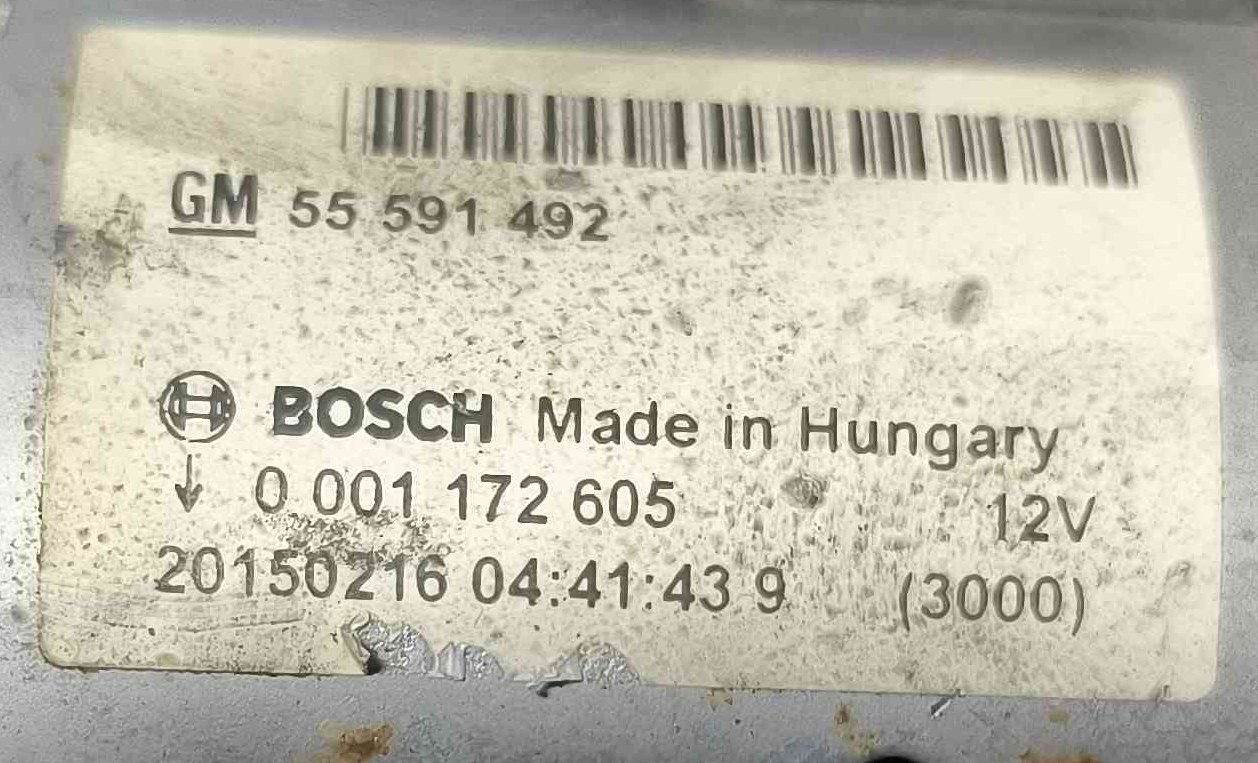 GM 55 591 492
BOSCH Made in Hungary
0 001 172 605 12V
20150216 04:41:43 9 (3000)